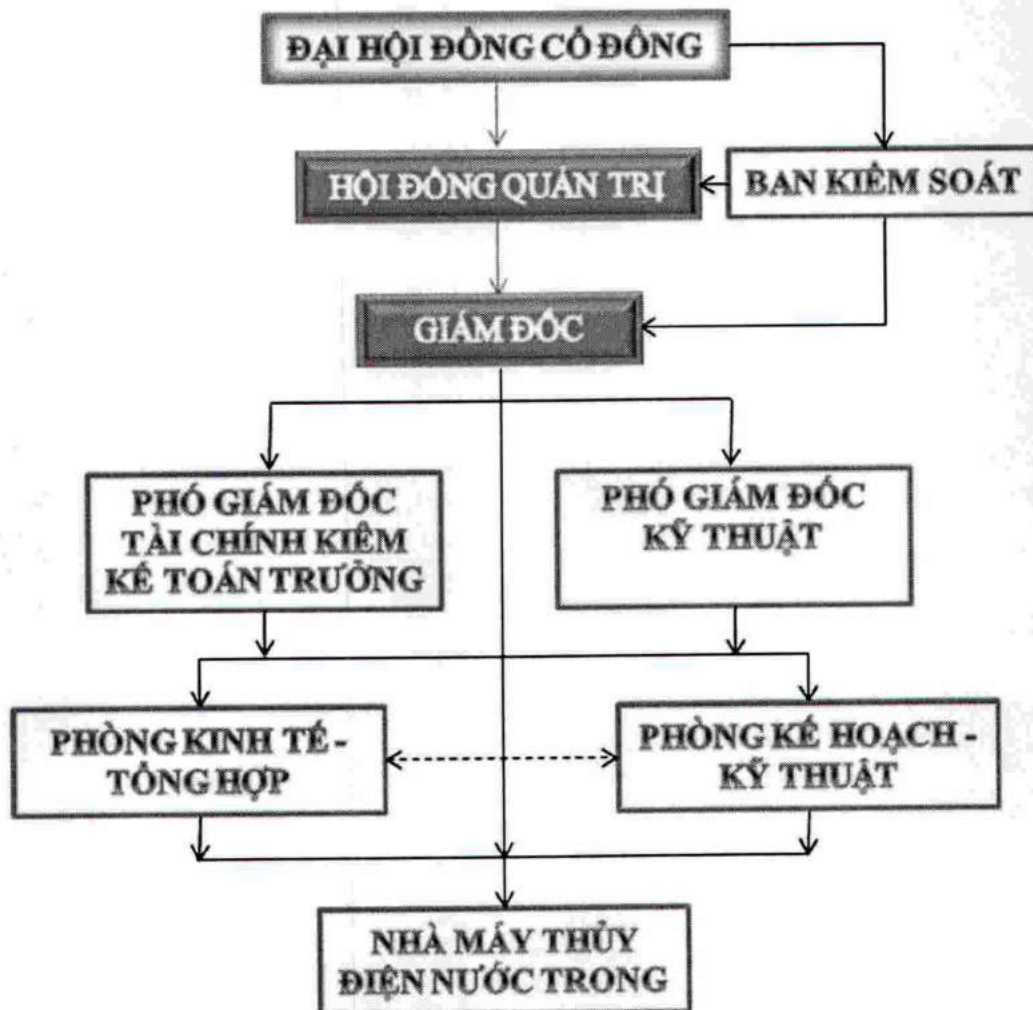 ĐẠI HỘI ĐỒNG CỔ ĐÔNG
HỘI ĐỒNG QUẢN TRỊ
BAN KIỂM SOÁT
GIÁM ĐỐC
PHÓ GIÁM ĐỐC
TÀI CHÍNH KIÊM
KẾ TOÁN TRƯỞNG
PHÓ GIÁM ĐỐC
KỸ THUẬT
PHÒNG KINH TẾ -
TỔNG HỢP
PHÒNG KẾ HOẠCH -
KỸ THUẬT
NHÀ MÁY THỦY
ĐIỆN NƯỚC TRONG